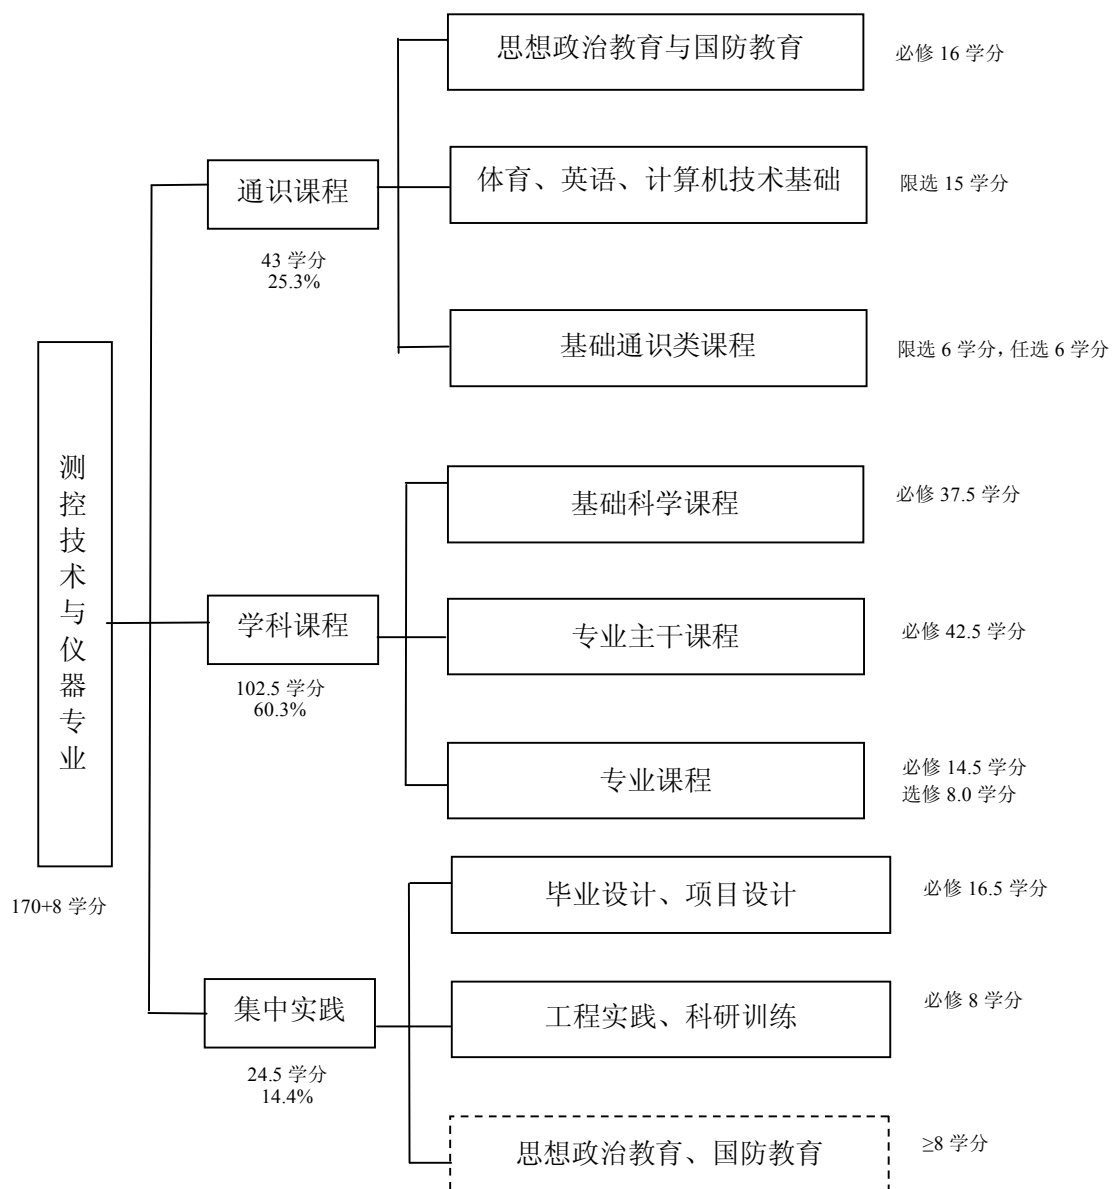 思想政治教育与国防教育
必修 16 学分
通识课程
43 学分
25.3%
体育、英语、计算机技术基础
限选 15 学分
基础通识类课程
限选 6 学分，任选 6 学分
测控技术与仪器专业
170+8 学分
基础科学课程
必修 37.5 学分
学科课程
102.5 学分
60.3%
专业主干课程
必修 42.5 学分
专业课程
必修 14.5 学分
选修 8.0 学分
毕业设计、项目设计
必修 16.5 学分
集中实践
24.5 学分
14.4%
工程实践、科研训练
必修 8 学分
思想政治教育、国防教育
≥8 学分